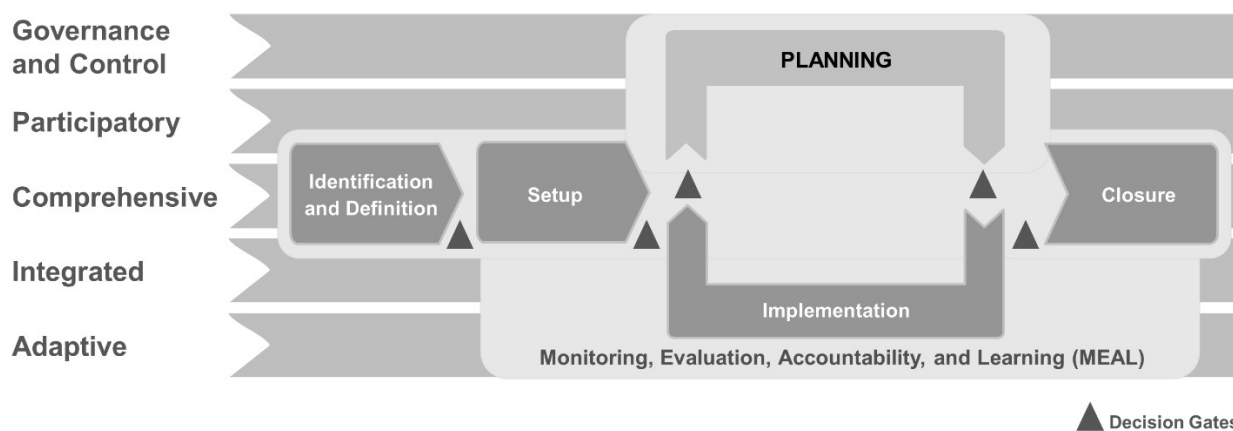 Governance
and Control
PLANNING
Participatory
Identification
and Definition
Setup
Comprehensive
Closure
Integrated
Implementation
Adaptive
Monitoring, Evaluation, Accountability, and Learning (MEAL)
Decision Gates